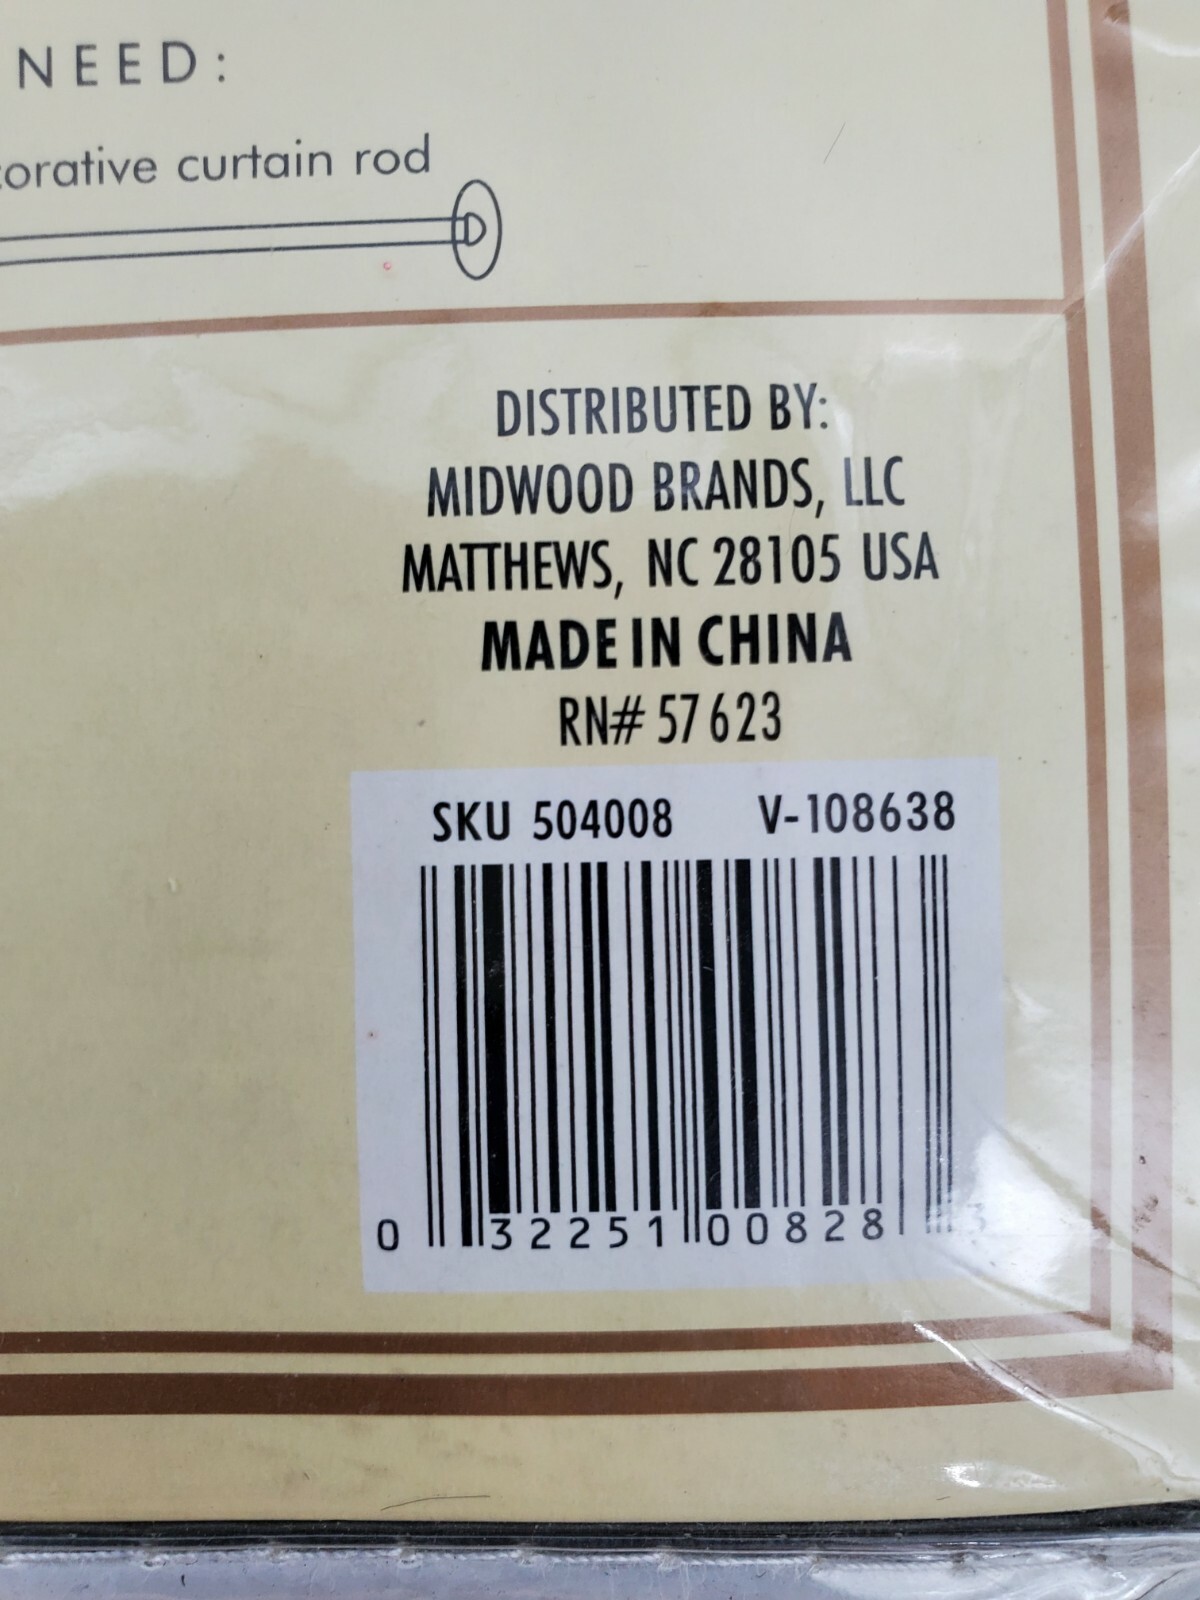 NEED:
corative curtain rod
DISTRIBUTED BY:
MIDWOOD BRANDS, LLC
MATTHEWS, NC 28105 USA
MADE IN CHINA
RN# 57623
SKU 504008 V-108638
0 32251 00828 3